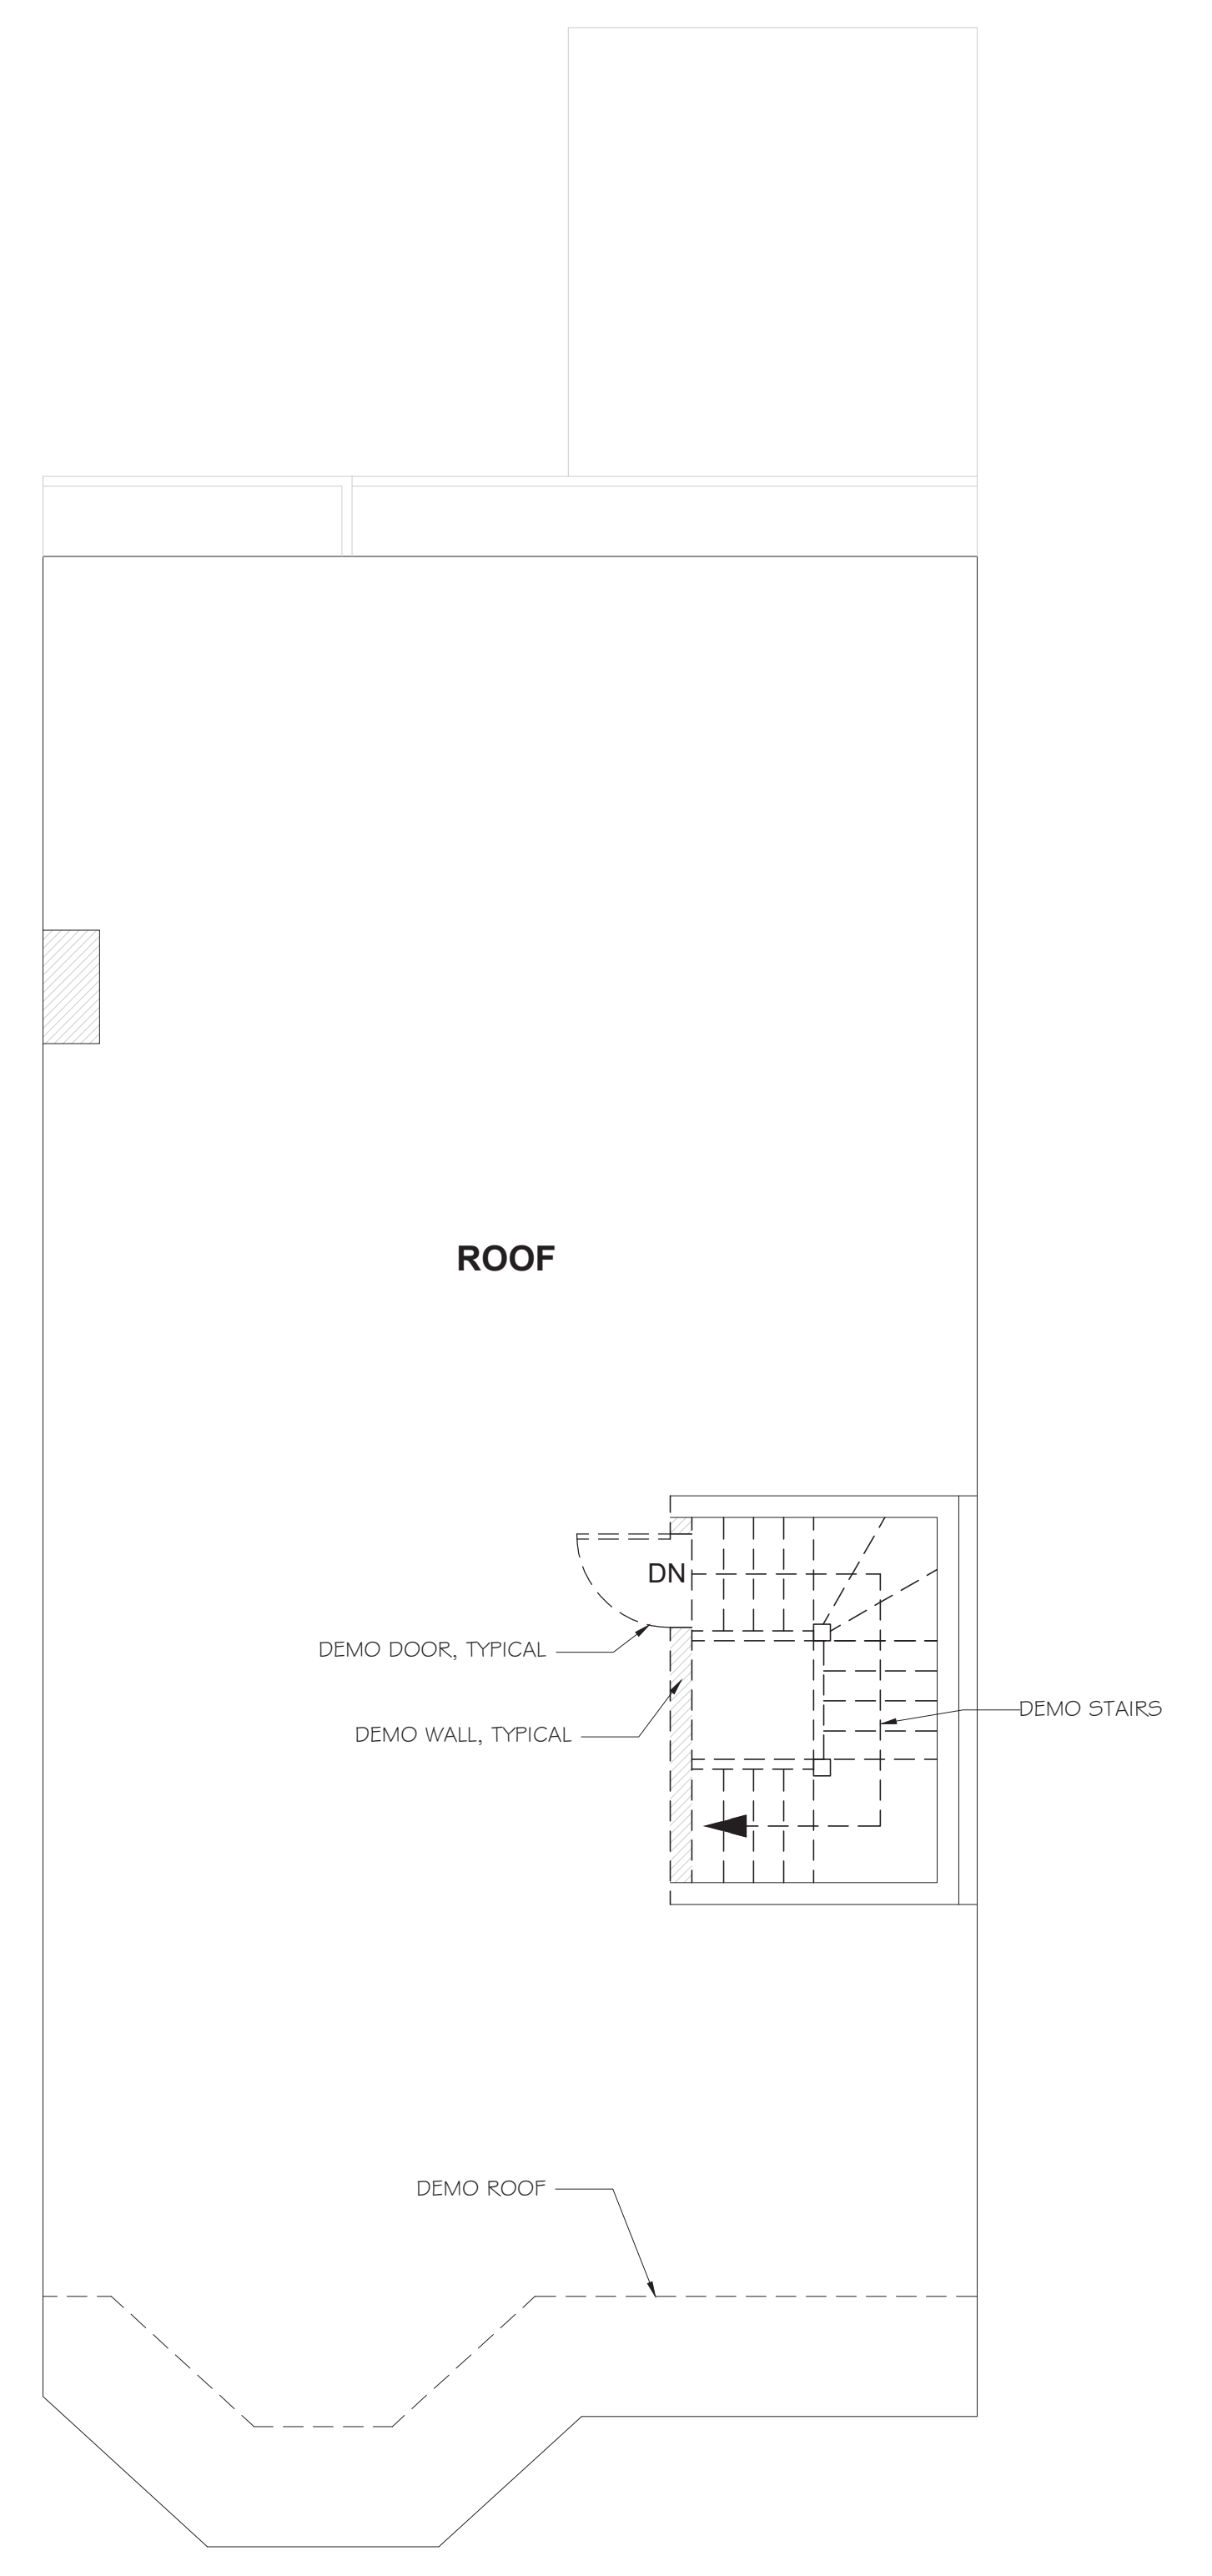 ROOF
DN
DEMO DOOR, TYPICAL
DEMO WALL, TYPICAL
DEMO STAIRS
DEMO ROOF